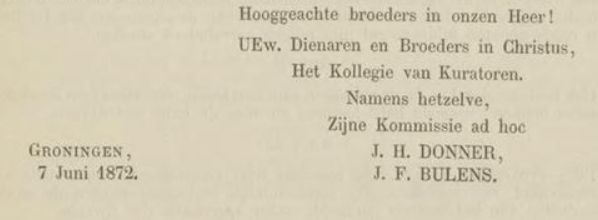 Hooggeachte broeders in onzen Heer!
UEw. Dienaren en Broeders in Christus,
Het Kollegie van Kuratoren.
Namens hetzelve,
Zijne Kommissie ad hoc
GRONINGEN,
7 Juni 1872.
J. H. DONNER,
J. F. BULENS.